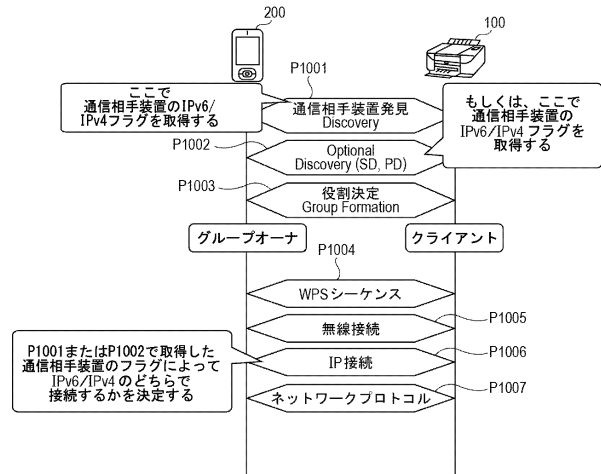 200
100
P1001
ここで
通信相手装置のIPv6/
IPv4フラグを取得する
通信相手装置発見
Discovery
もしくは、ここで
通信相手装置の
IPv6/IPv4 フラグを
取得する
P1002
Optional
Discovery (SD, PD)
P1003
役割決定
Group Formation
グループオーナ
クライアント
P1004
WPSシーケンス
無線接続
P1005
P1001またはP1002で取得した
通信相手装置のフラグによって
IPv6/IPv4 のどちらで
接続するかを決定する
IP接続
P1006
ネットワークプロトコル
P1007